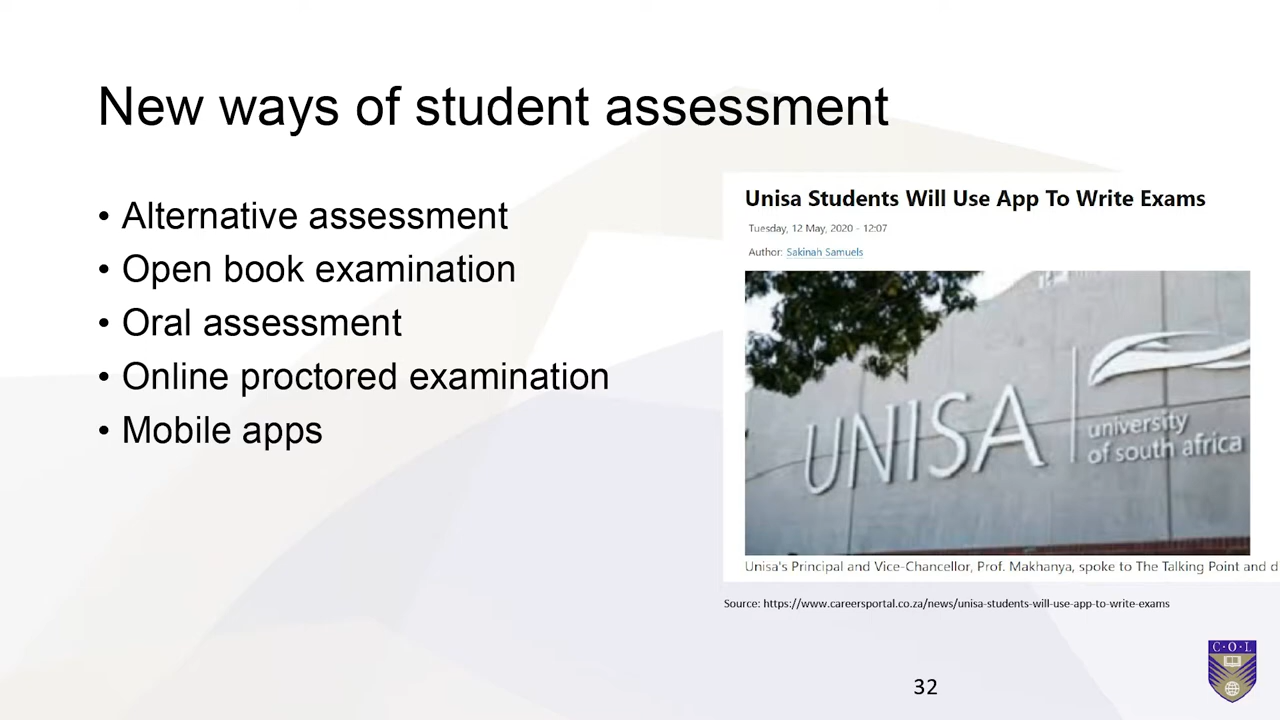 New ways of student assessment
• Alternative assessment
• Open book examination
• Oral assessment
• Online proctored examination
• Mobile apps
Unisa Students Will Use App To Write Exams
Tuesday, 12 May, 2020 - 12:07
Author: Sakinah Samuels
UNISA
university
of south africa
Unisa's Principal and Vice-Chancellor, Prof. Makhanya, spoke to The Talking Point and d
Source: https://www.careersportal.co.za/news/unisa-students-will-use-app-to-write-exams
C·O·L
32